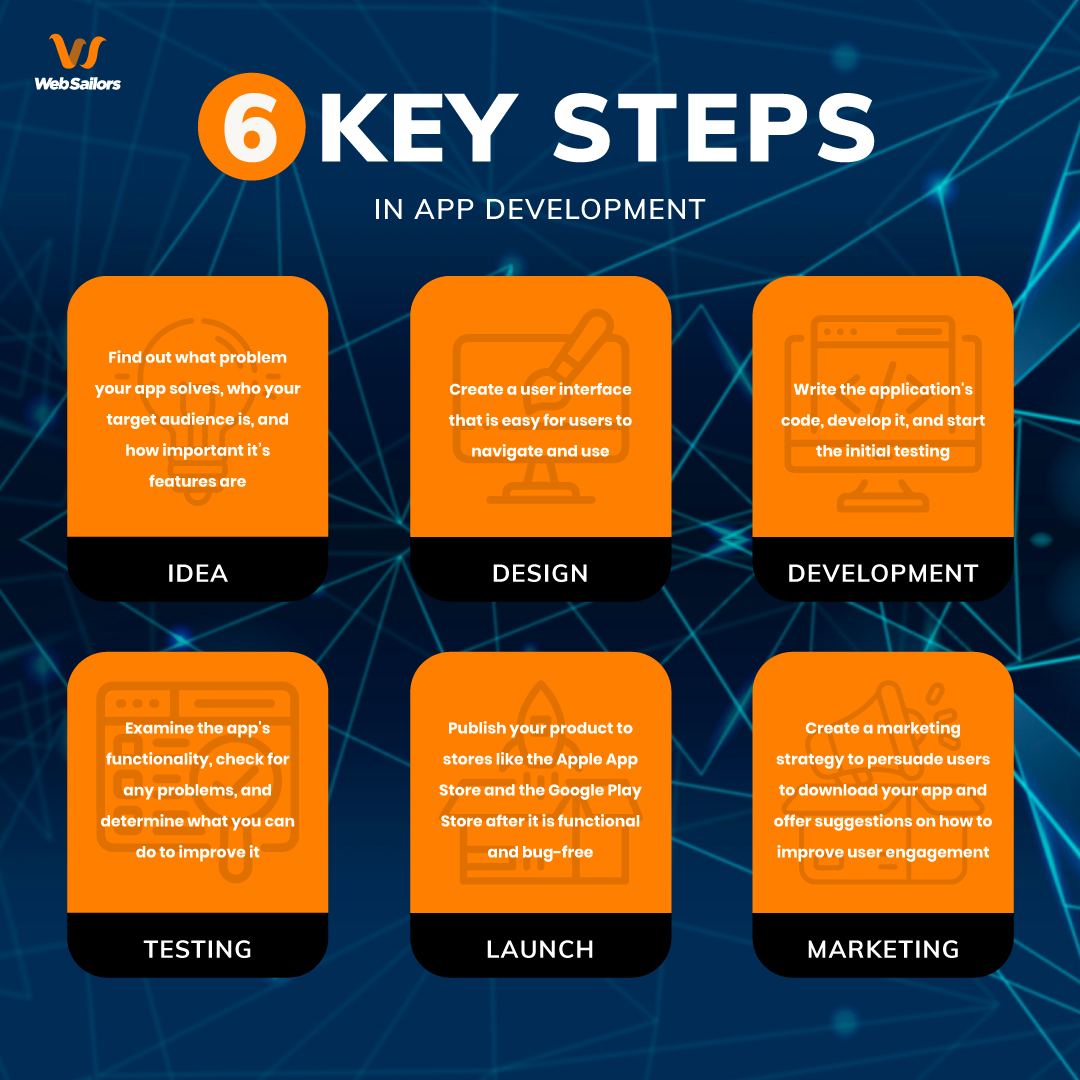 WebSailors
6 KEY STEPS
IN APP DEVELOPMENT
Find out what problem
your app solves, who your
target audience is, and
how important it's
features are
IDEA
Create a user interface
that is easy for users to
navigate and use
DESIGN
Write the application's
code, develop it, and start
the initial testing
DEVELOPMENT
Examine the app's
functionality, check for
any problems, and
determine what you can
do to improve it
TESTING
Publish your product to
stores like the Apple App
Store and the Google Play
Store after it is functional
and bug-free
LAUNCH
Create a marketing
strategy to persuade users
to download your app and
offer suggestions on how to
improve user engagement
MARKETING